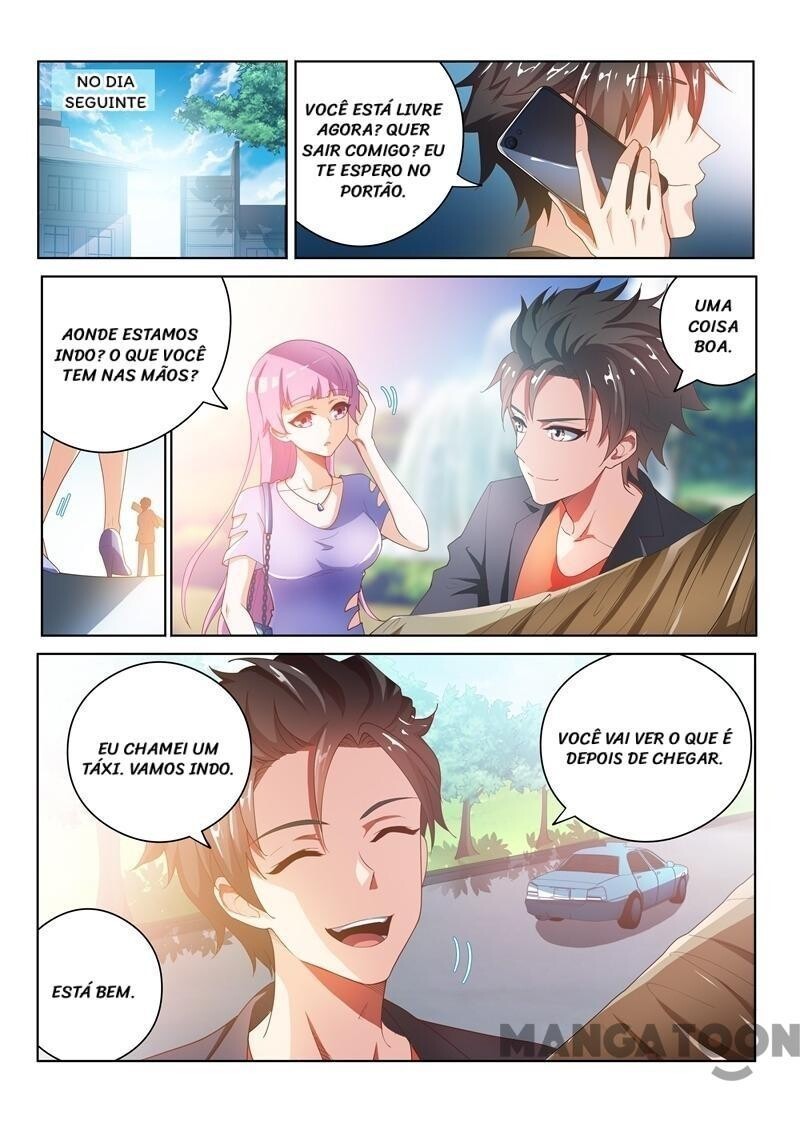 NO DIA
SEGUINTE
VOCÊ ESTÁ LIVRE
AGORA? QUER
SAIR COMIGO? EU
TE ESPERO NO
PORTÃO.
AONDE ESTAMOS
INDO? O QUE VOCÊ
TEM NAS MÃOS?
UMA
COISA
BOA.
EU CHAMEI UM
TÁXI. VAMOS INDO.
VOCÊ VAI VER O QUE É
DEPOIS DE CHEGAR.
ESTÁ BEM.
MANGATOON